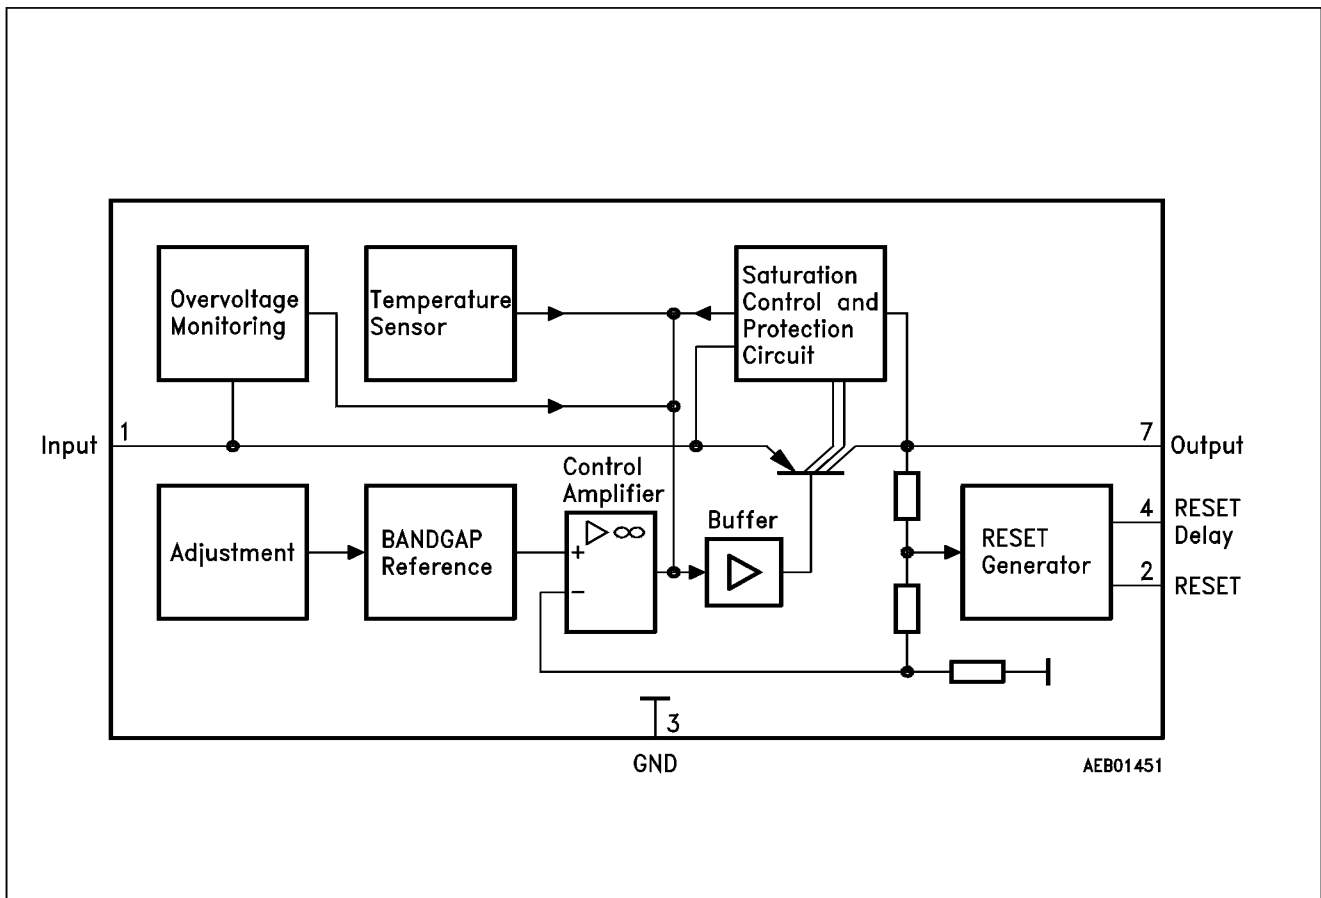 Overvoltage
Monitoring
Temperature
Sensor
Saturation
Control and
Protection
Circuit
Input
1
7
Output
Control
Amplifier
Adjustment
BANDGAP
Reference
▷ ∞
+
−
Buffer
RESET
Generator
4
RESET
Delay
2
RESET
3
GND
AEB01451